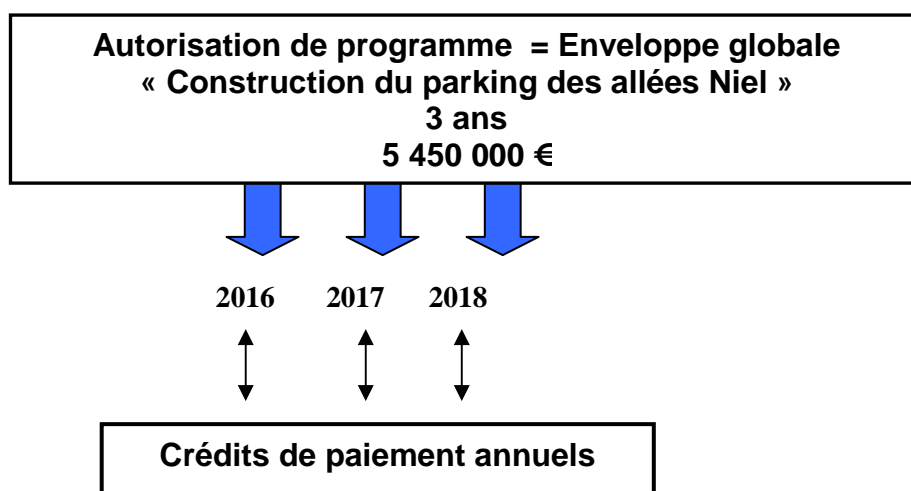 Autorisation de programme = Enveloppe globale
« Construction du parking des allées Niel »
3 ans
5 450 000 €
2016 2017 2018
Crédits de paiement annuels